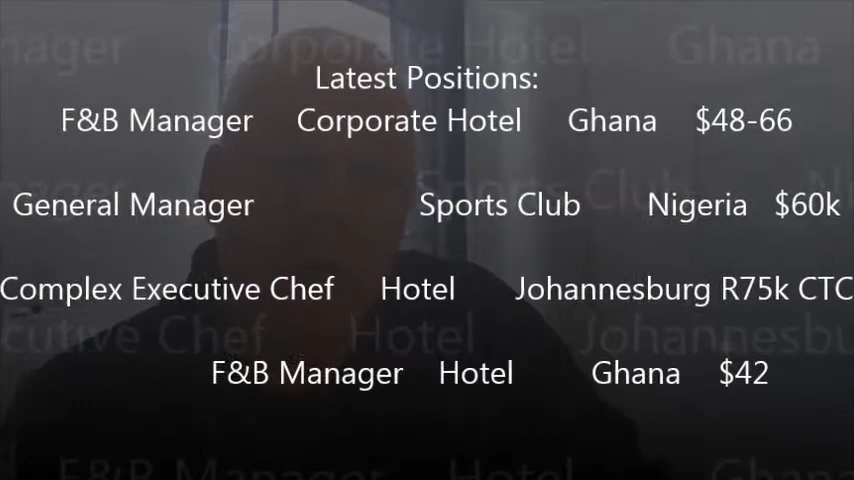 Latest Positions:
F&B Manager Corporate Hotel Ghana $48-66
General Manager Sports Club Nigeria $60k
Complex Executive Chef Hotel Johannesburg R75k CTC
F&B Manager Hotel Ghana $42